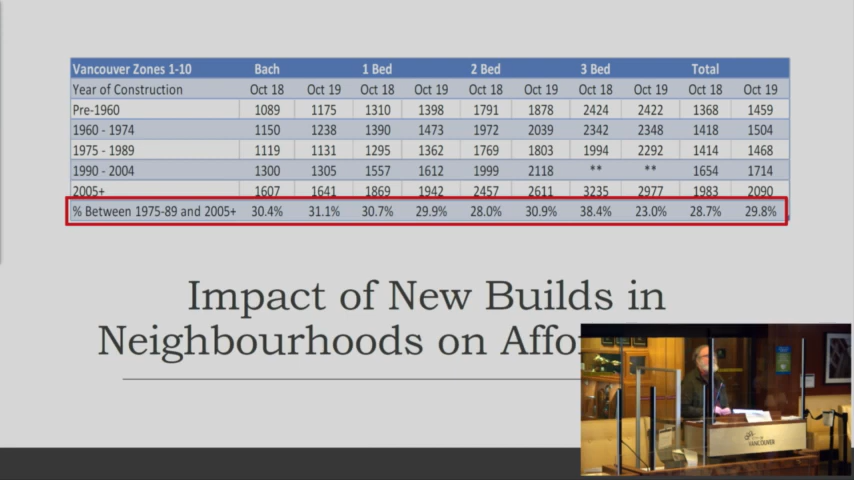 Vancouver Zones 1-10 Bach 1 Bed 2 Bed 3 Bed Total
Year of Construction Oct 18 Oct 19 Oct 18 Oct 19 Oct 18 Oct 19 Oct 18 Oct 19 Oct 18 Oct 19
Pre-1960 1089 1175 1310 1398 1791 1878 2424 2422 1368 1459
1960 - 1974 1150 1238 1390 1473 1972 2039 2342 2348 1418 1504
1975 - 1989 1119 1131 1295 1362 1769 1803 1994 2292 1414 1468
1990 - 2004 1300 1305 1557 1612 1999 2118 ** ** 1654 1714
2005+ 1607 1641 1869 1942 2457 2611 3235 2977 1983 2090
% Between 1975-89 and 2005+ 30.4% 31.1% 30.7% 29.9% 28.0% 30.9% 38.4% 23.0% 28.7% 29.8%
Impact of New Builds in
Neighbourhoods on Affo
VANCOUVER